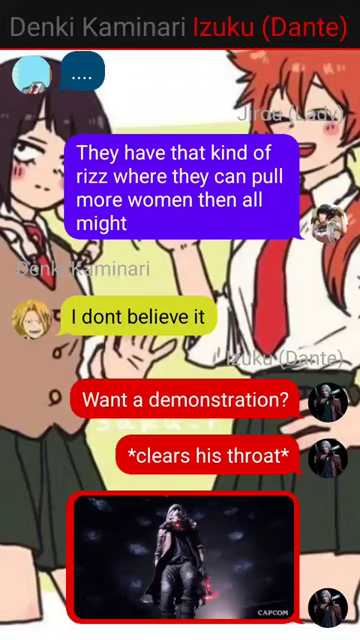 Denki Kaminari Izuku (Dante)
....
Jirou (Lady)
They have that kind of
rizz where they can pull
more women then all
might
Denki Kaminari
I dont believe it
Izuku (Dante)
Want a demonstration?
*clears his throat*
CAPCOM